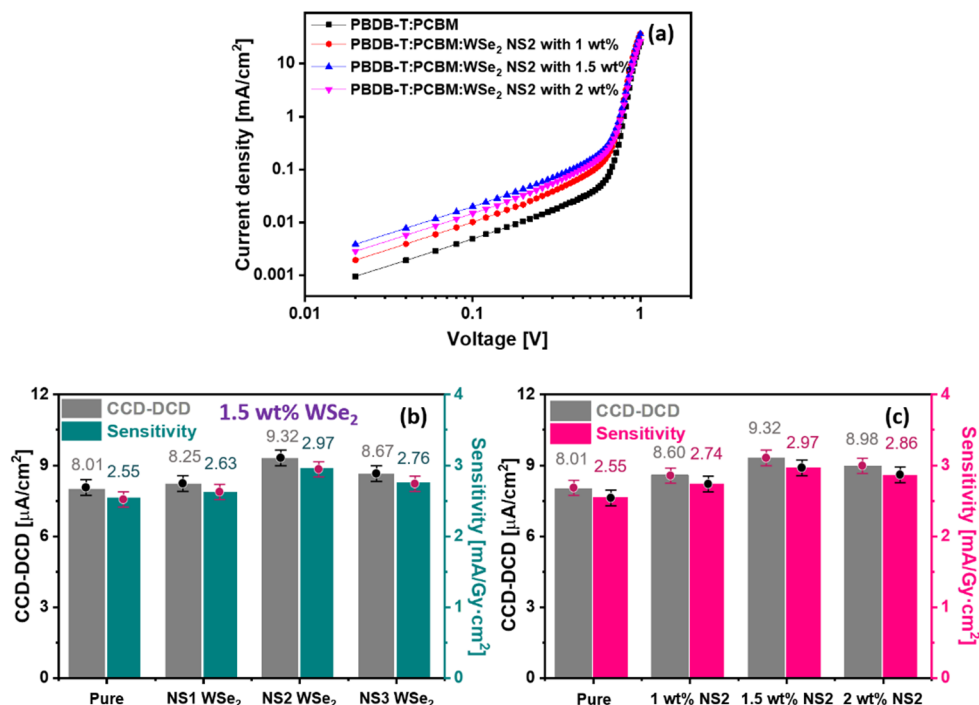 (a)
PBDB-T:PCBM
PBDB-T:PCBM:WSe₂ NS2 with 1 wt%
PBDB-T:PCBM:WSe₂ NS2 with 1.5 wt%
PBDB-T:PCBM:WSe₂ NS2 with 2 wt%
Current density [mA/cm²]
10
1
0.1
0.01
0.001
0.01 0.1 1
Voltage [V]
(b)
CCD-DCD
Sensitivity
1.5 wt% WSe₂
CCD-DCD [μA/cm²]
12
9
6
3
0
8.01 2.55 8.25 2.63 9.32 2.97 8.67 2.76
Pure NS1 WSe₂ NS2 WSe₂ NS3 WSe₂
4
3
2
1
0
Sensitivity [mA/Gy·cm²]
(c)
CCD-DCD
Sensitivity
CCD-DCD [μA/cm²]
12
9
6
3
0
8.01 2.55 8.60 2.74 9.32 2.97 8.98 2.86
Pure 1 wt% NS2 1.5 wt% NS2 2 wt% NS2
4
3
2
1
0
Sensitivity [mA/Gy·cm²]